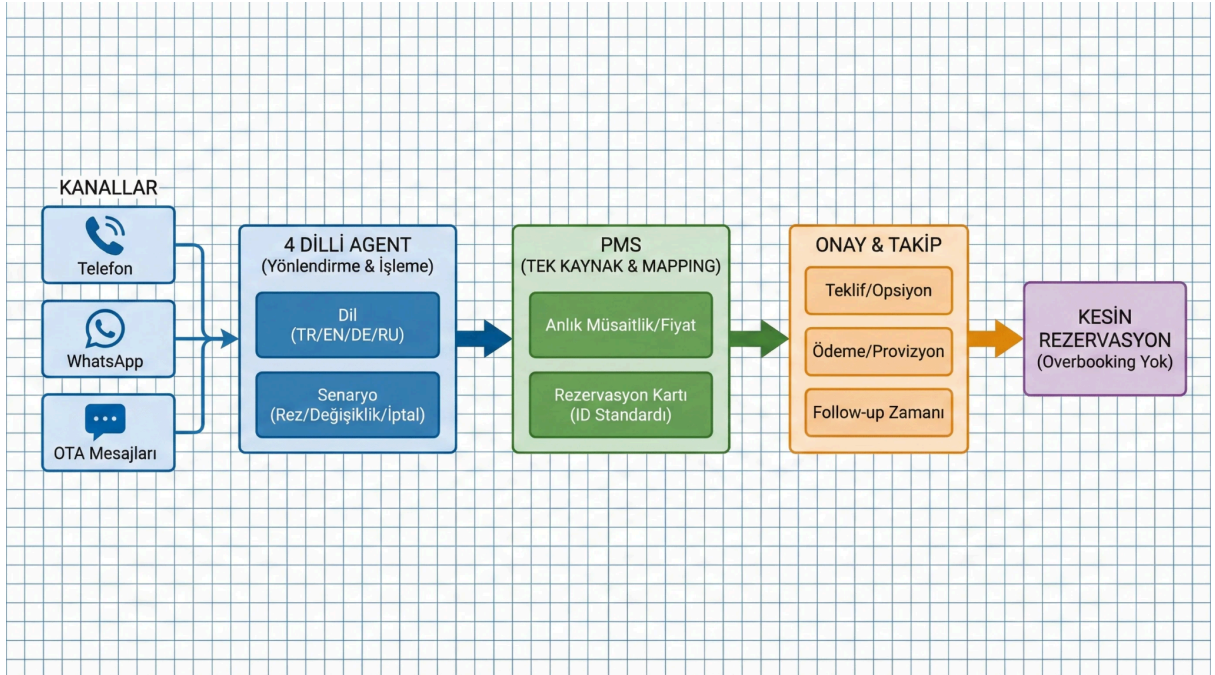 KANALLAR
Telefon
WhatsApp
OTA Mesajları
4 DİLLİ AGENT
(Yönlendirme & İşleme)
Dil
(TR/EN/DE/RU)
Senaryo
(Rez/Değişiklik/İptal)
PMS
(TEK KAYNAK & MAPPING)
Anlık Müsaitlik/Fiyat
Rezervasyon Kartı
(ID Standardı)
ONAY & TAKİP
Teklif/Opsiyon
Ödeme/Provizyon
Follow-up Zamanı
KESİN
REZERVASYON
(Overbooking Yok)